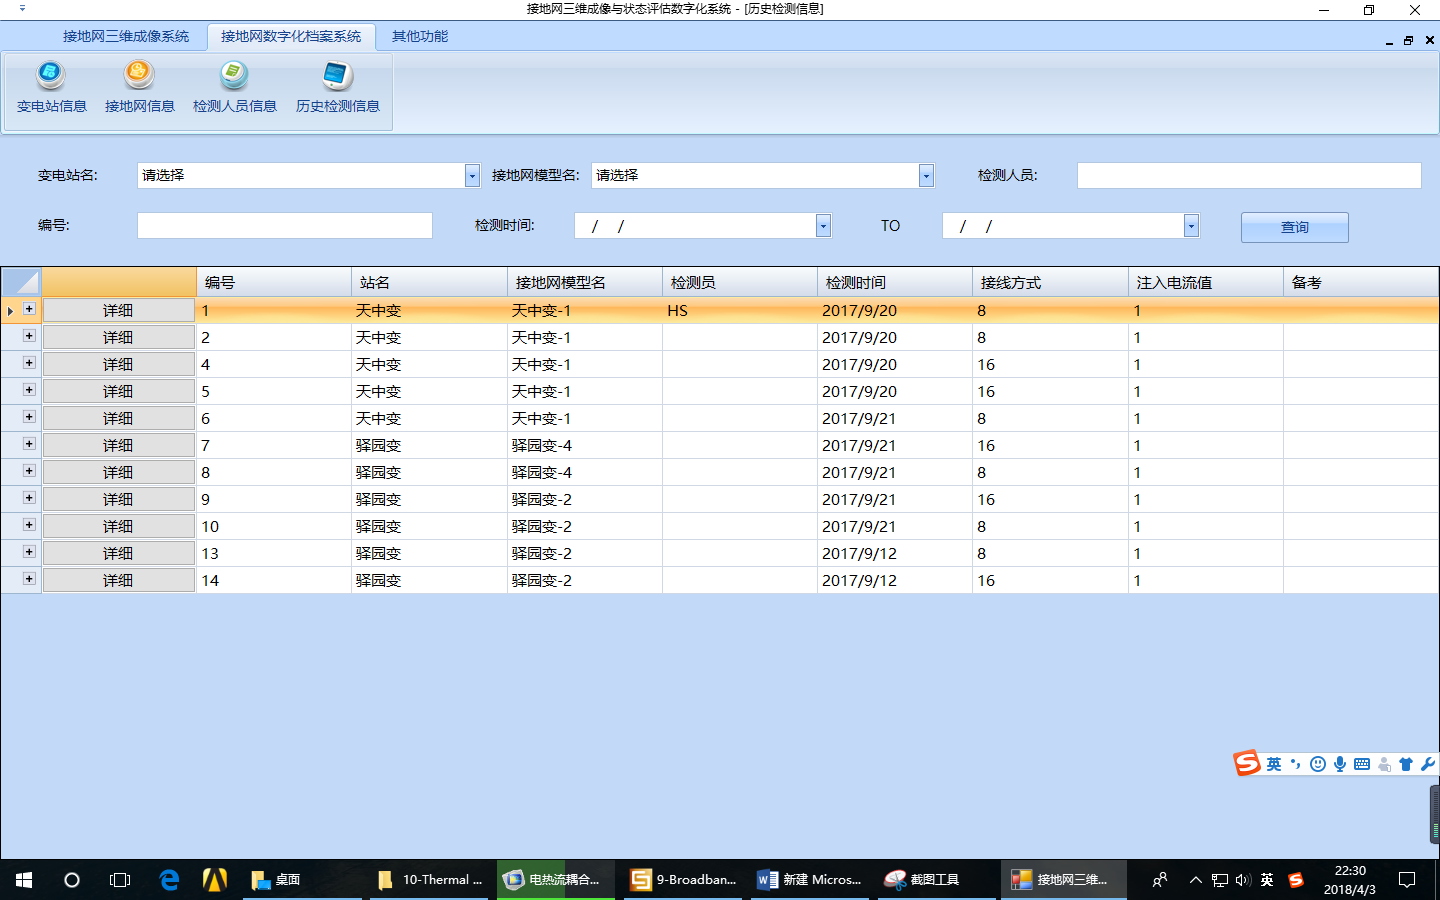 接地网三维成像与状态评估数字化系统 - [历史检测信息]
接地网三维成像系统 接地网数字化档案系统 其他功能
变电站信息 接地网信息 检测人员信息 历史检测信息
变电站名: 请选择 接地网模型名: 请选择 检测人员:
编号: 检测时间: / / TO / / 查询
编号 站名 接地网模型名 检测员 检测时间 接线方式 注入电流值 备考
详细 1 天中变 天中变-1 HS 2017/9/20 8 1
详细 2 天中变 天中变-1 2017/9/20 8 1
详细 4 天中变 天中变-1 2017/9/20 16 1
详细 5 天中变 天中变-1 2017/9/20 16 1
详细 6 天中变 天中变-1 2017/9/21 8 1
详细 7 驿园变 驿园变-4 2017/9/21 16 1
详细 8 驿园变 驿园变-4 2017/9/21 8 1
详细 9 驿园变 驿园变-2 2017/9/21 16 1
详细 10 驿园变 驿园变-2 2017/9/21 8 1
详细 13 驿园变 驿园变-2 2017/9/12 8 1
详细 14 驿园变 驿园变-2 2017/9/12 16 1
S 英
桌面 10-Thermal ... 电热流耦合... 9-Broadban... 新建 Micros... 截图工具 接地网三维... 英 22:30
2018/4/3